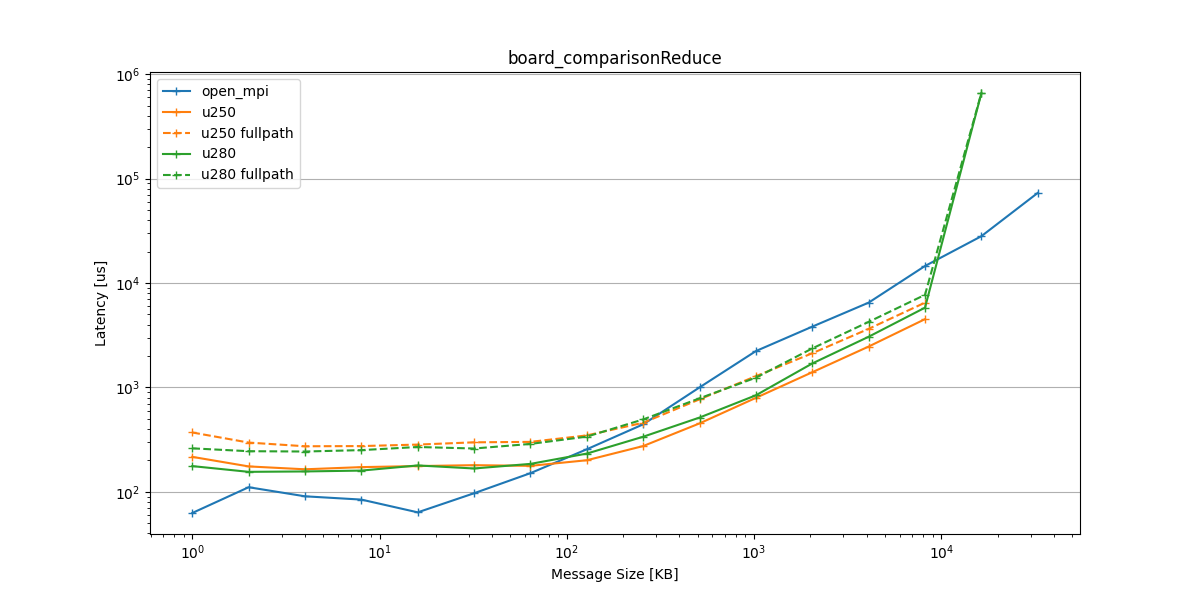 board_comparisonReduce
open_mpi
u250
u250 fullpath
u280
u280 fullpath
Latency [us]
10^6
10^5
10^4
10^3
10^2
10^0 10^1 10^2 10^3 10^4
Message Size [KB]